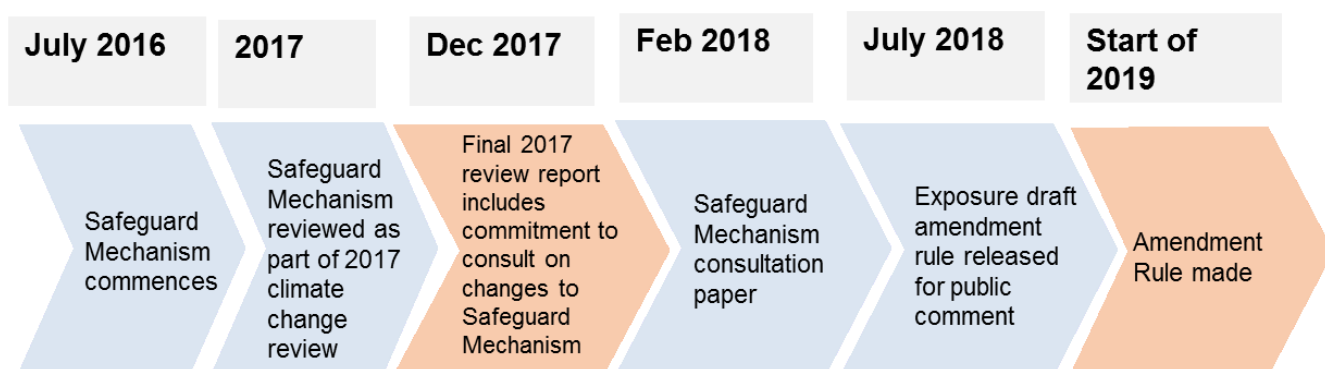 July 2016
2017
Dec 2017
Feb 2018
July 2018
Start of
2019
Safeguard
Mechanism
commences
Safeguard
Mechanism
reviewed as
part of 2017
climate
change
review
Final 2017
review report
includes
commitment to
consult on
changes to
Safeguard
Mechanism
Safeguard
Mechanism
consultation
paper
Exposure draft
amendment
rule released
for public
comment
Amendment
Rule made